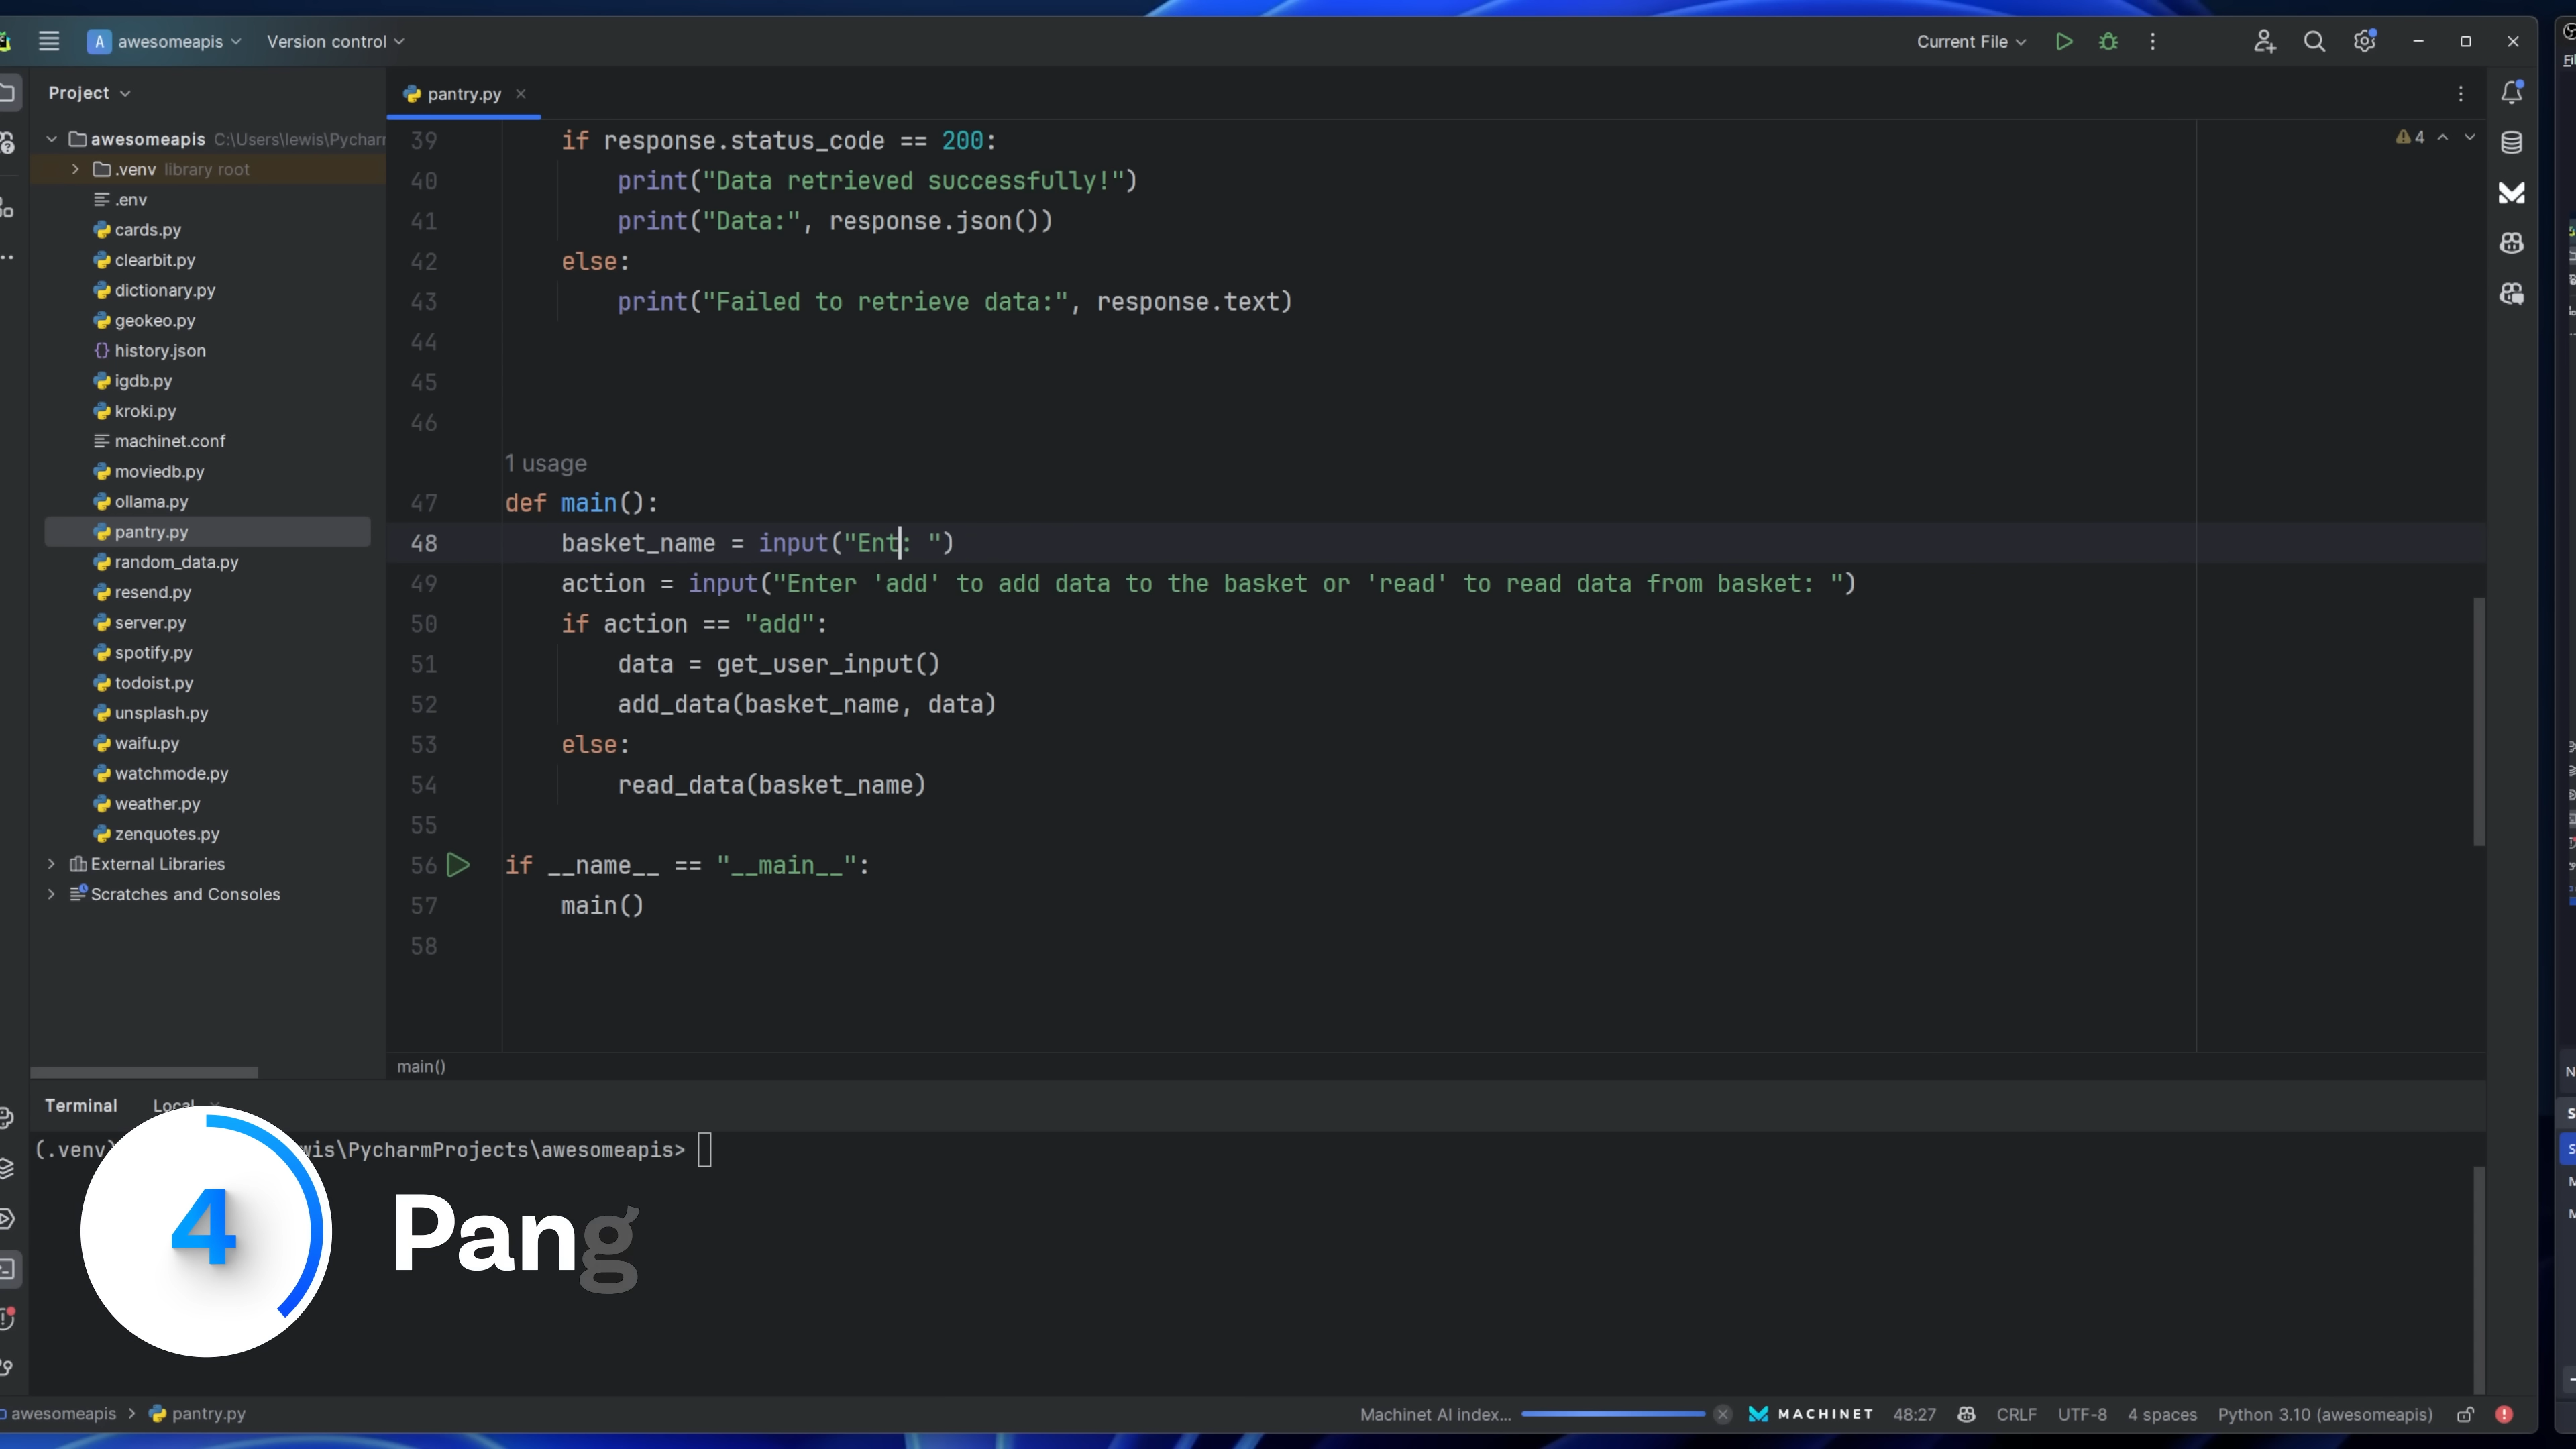 awesomeapis
Version control
Current File
Project
pantry.py
awesomeapis C:\Users\lewis\Pychar
.venv library root
.env
cards.py
clearbit.py
dictionary.py
geokeo.py
history.json
igdb.py
kroki.py
machinet.conf
moviedb.py
ollama.py
pantry.py
random_data.py
resend.py
server.py
spotify.py
todoist.py
unsplash.py
waifu.py
watchmode.py
weather.py
zenquotes.py
External Libraries
Scratches and Consoles
4
39 if response.status_code == 200:
40 print("Data retrieved successfully!")
41 print("Data:", response.json())
42 else:
43 print("Failed to retrieve data:", response.text)
44
45
46
1 usage
47 def main():
48 basket_name = input("Ent: ")
49 action = input("Enter 'add' to add data to the basket or 'read' to read data from basket: ")
50 if action == "add":
51 data = get_user_input()
52 add_data(basket_name, data)
53 else:
54 read_data(basket_name)
55
56 if __name__ == "__main__":
57 main()
58
main()
Terminal Local
(.venv) wis\PycharmProjects\awesomeapis>
4 Pang
awesomeapis > pantry.py
Machinet AI index... MACHINET 48:27 CRLF UTF-8 4 spaces Python 3.10 (awesomeapis)